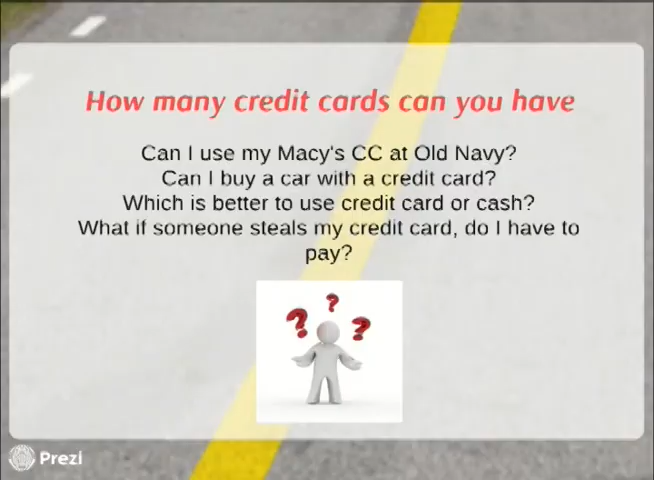 How many credit cards can you have
Can I use my Macy's CC at Old Navy?
Can I buy a car with a credit card?
Which is better to use credit card or cash?
What if someone steals my credit card, do I have to
pay?
? ? ?
Prezi